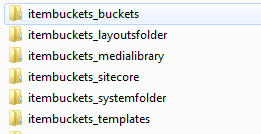 itembuckets_buckets
itembuckets_layoutsfolder
itembuckets_medialibrary
itembuckets_sitecore
itembuckets_systemfolder
itembuckets_templates